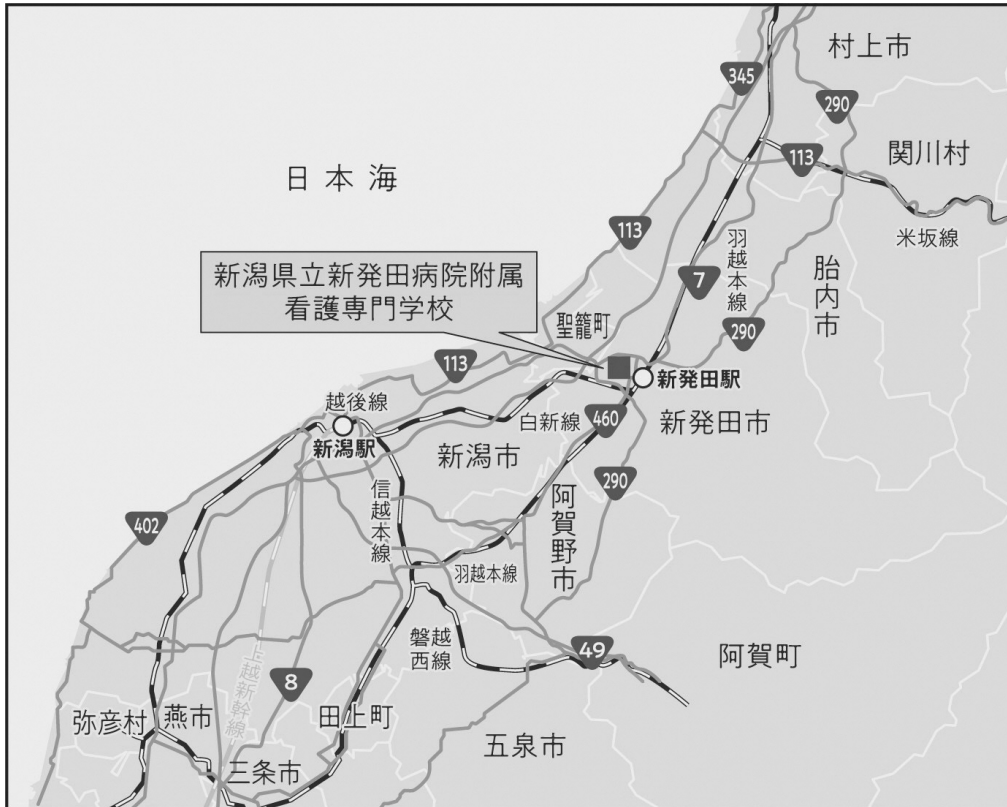 村上市
345
290
関川村
113
日本海
米坂線
113
羽越本線
胎内市
新潟県立新発田病院附属
看護専門学校
7
聖籠町
290
113
新発田駅
越後線
白新線
460
新発田市
新潟駅
新潟市
290
信越本線
阿賀野市
402
羽越本線
磐越
西線
49
阿賀町
上越新幹線
8
弥彦村
燕市
田上町
五泉市
三条市